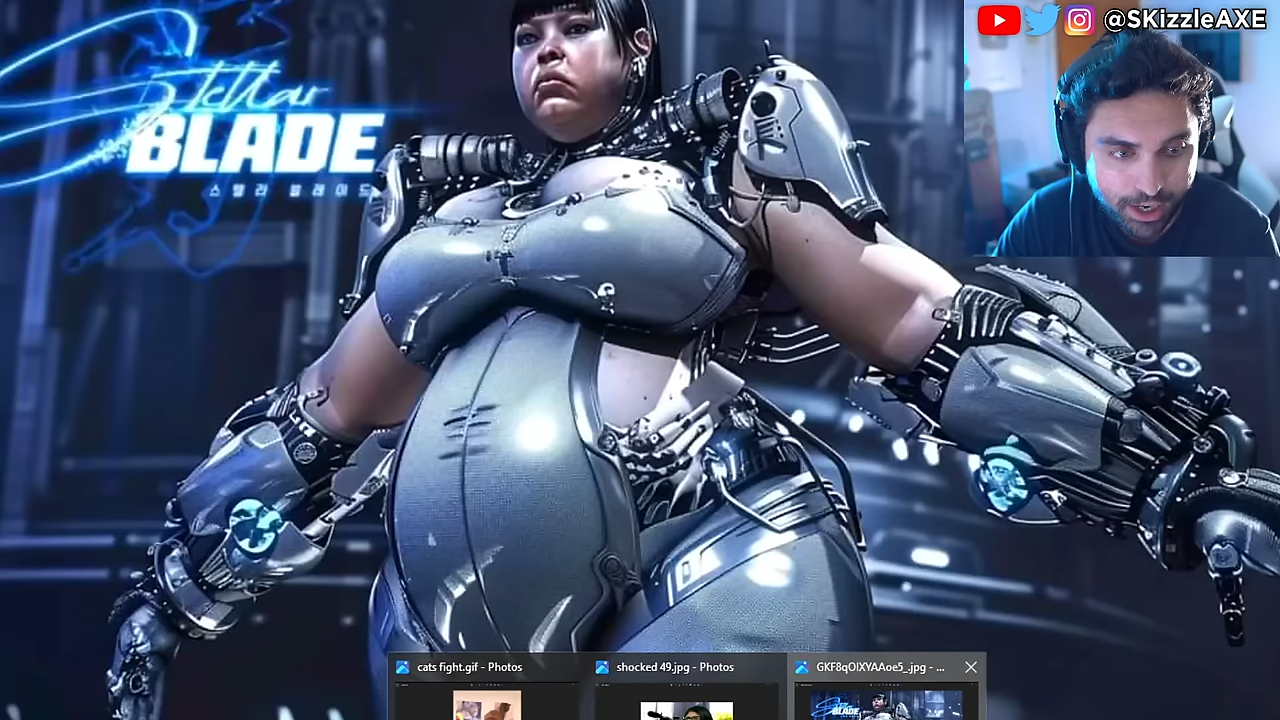 @SKizzleAXE
Stellar
BLADE
스텔라 블레이드
cats fight.gif - Photos
shocked 49.jpg - Photos
GKF8qOlXYAAoe5_.jpg - ...
BLADE